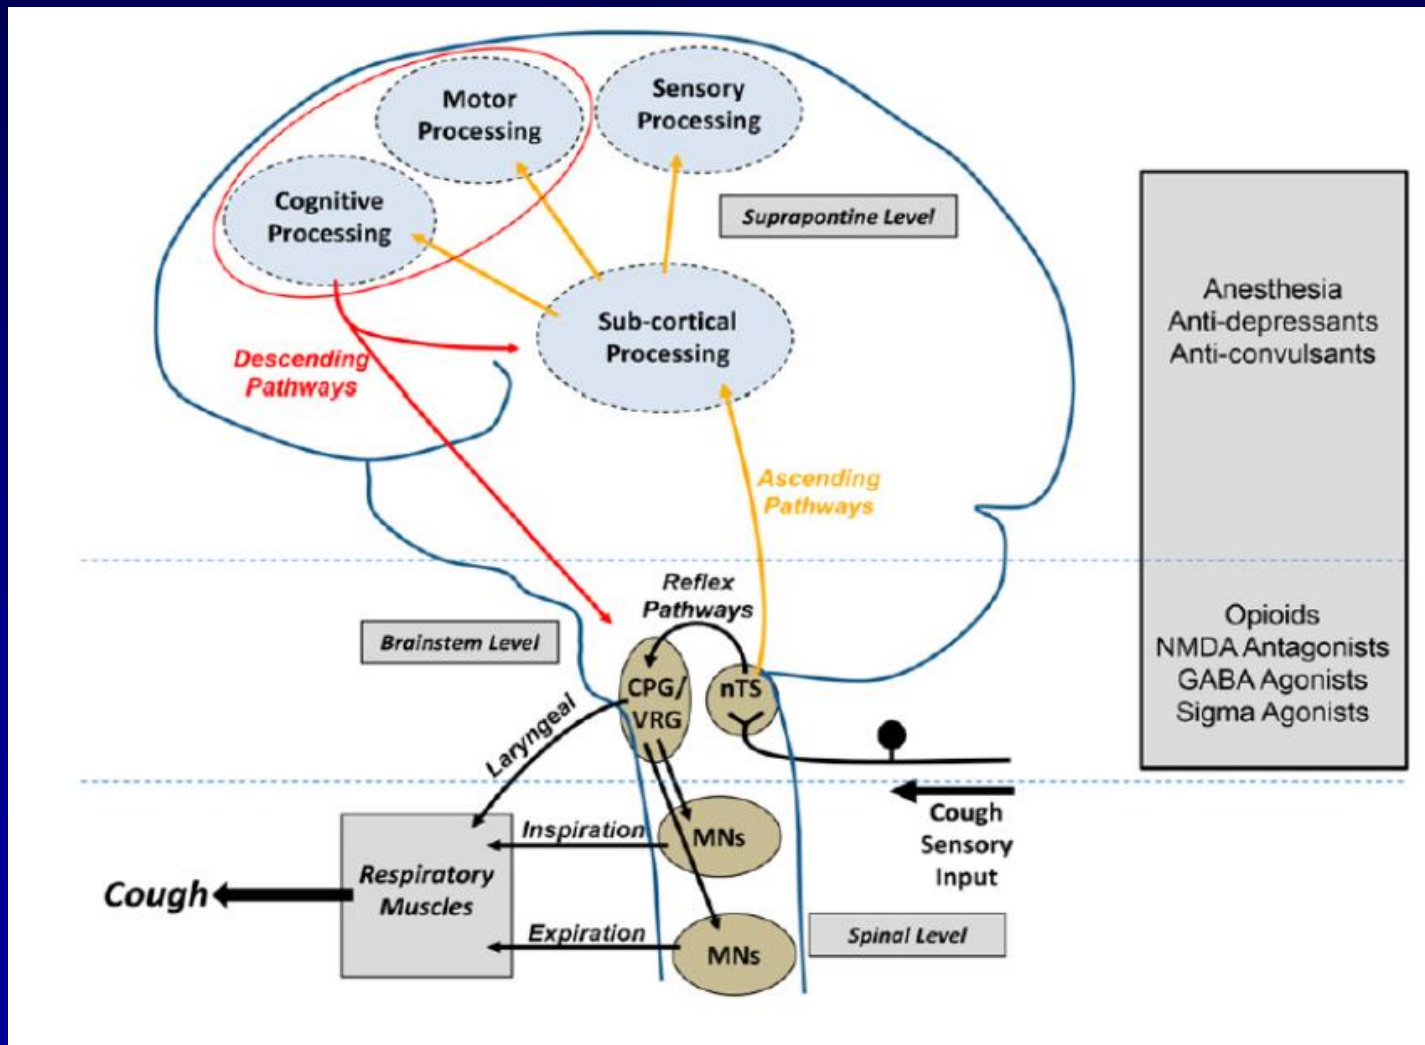 Motor
Processing
Sensory
Processing
Cognitive
Processing
Suprapontine Level
Sub-cortical
Processing
Descending
Pathways
Ascending
Pathways
Anesthesia
Anti-depressants
Anti-convulsants
Reflex
Pathways
Brainstem Level
CPG/
VRG
nTS
Opioids
NMDA Antagonists
GABA Agonists
Sigma Agonists
Laryngeal
Cough
Sensory
Input
Inspiration
MNs
Respiratory
Muscles
Cough
Expiration
MNs
Spinal Level